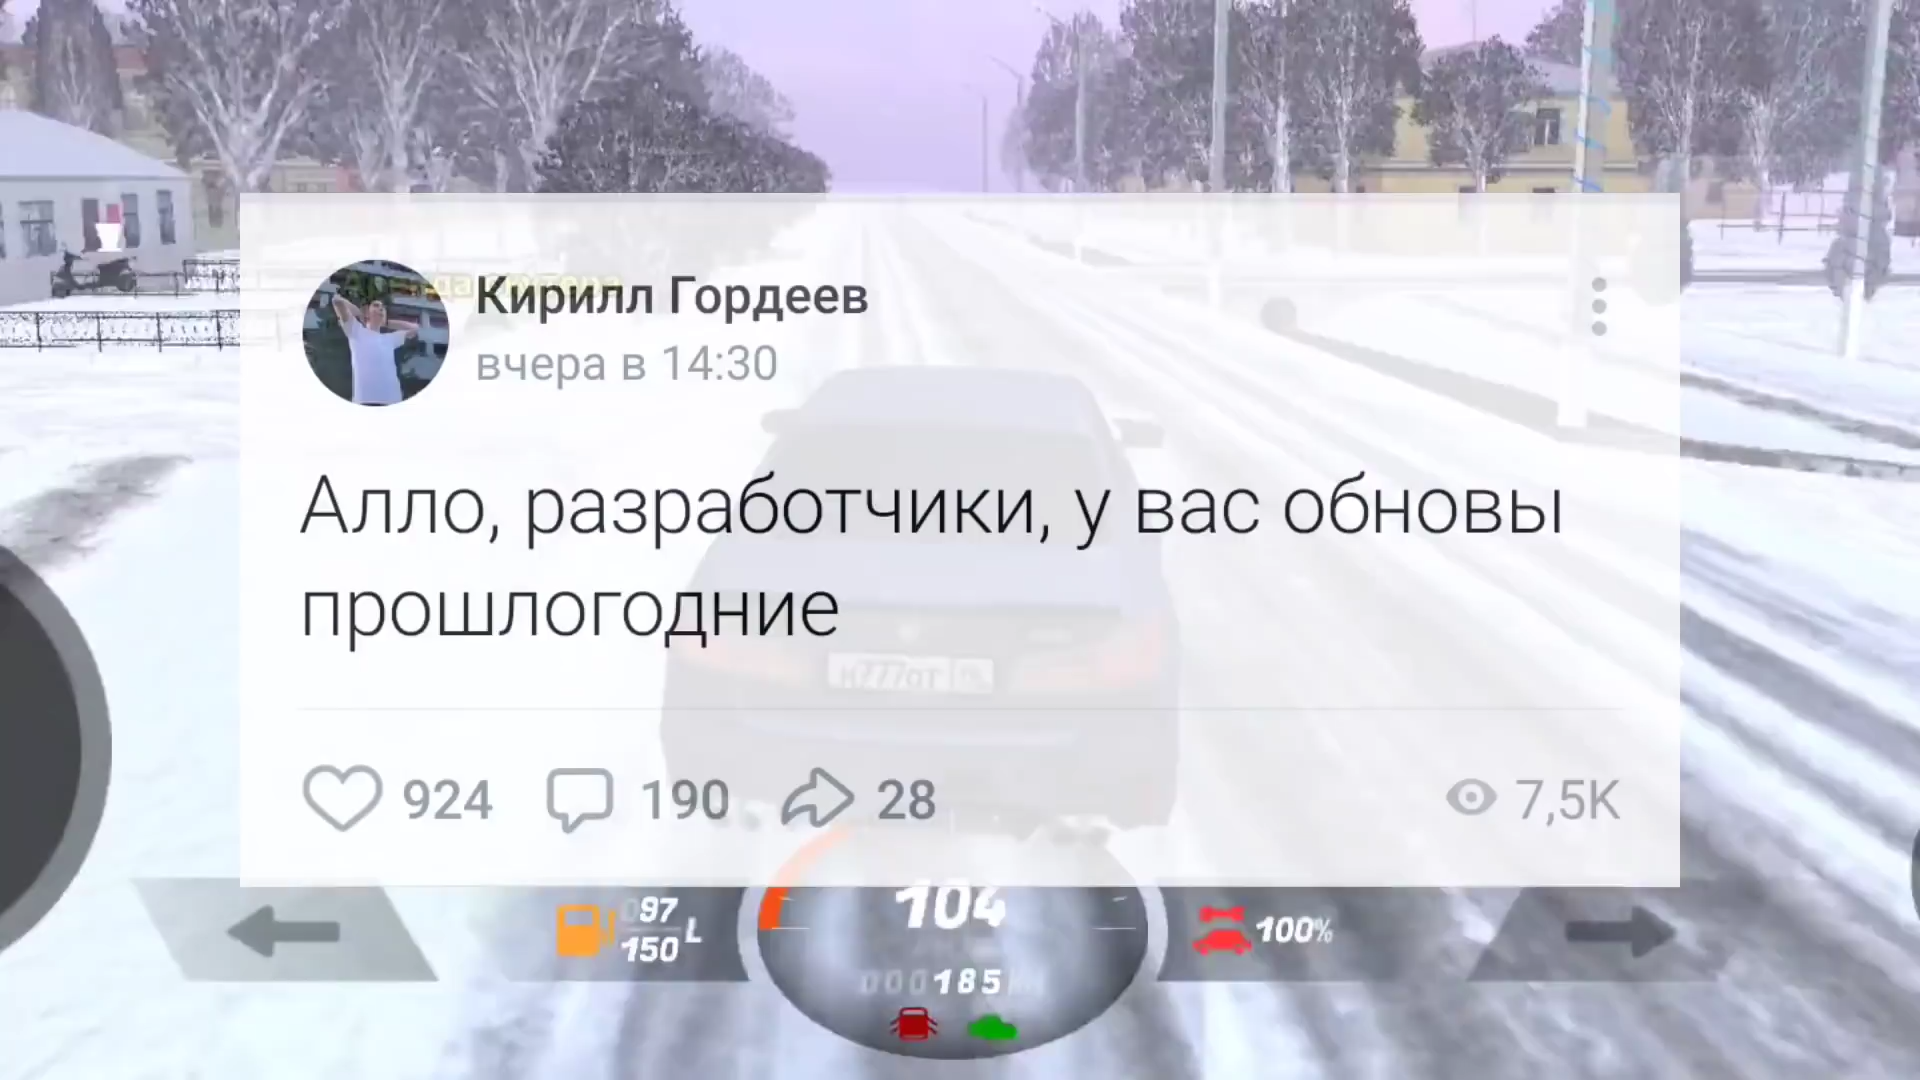 Кирилл Гордеев
вчера в 14:30
Алло, разработчики, у вас обновы
прошлогодние
924 190 28 7,5K
97
150 L
104
000185
100%